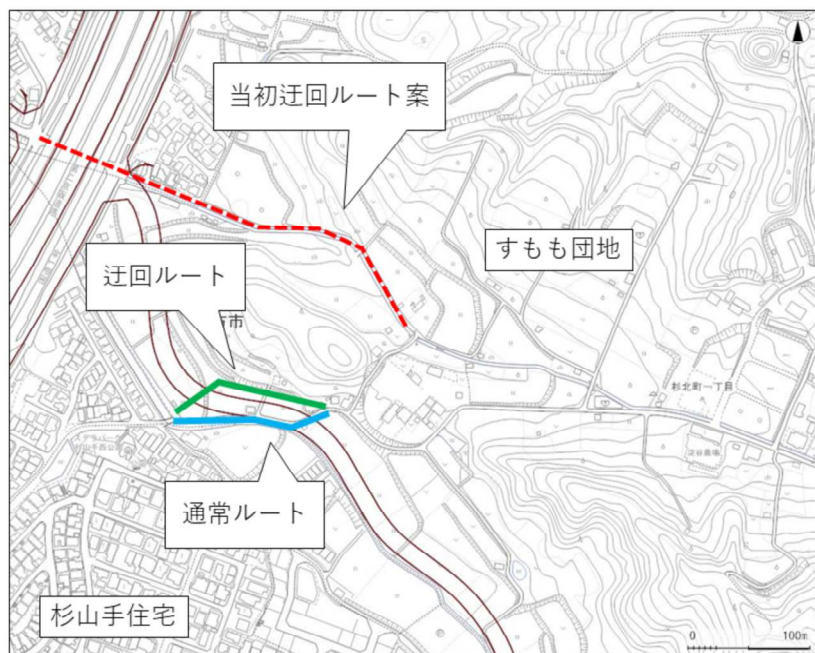 当初迂回ルート案
すもも団地
迂回ルート
市
杉北町一丁目
通常ルート
杉山手住宅
0 100m